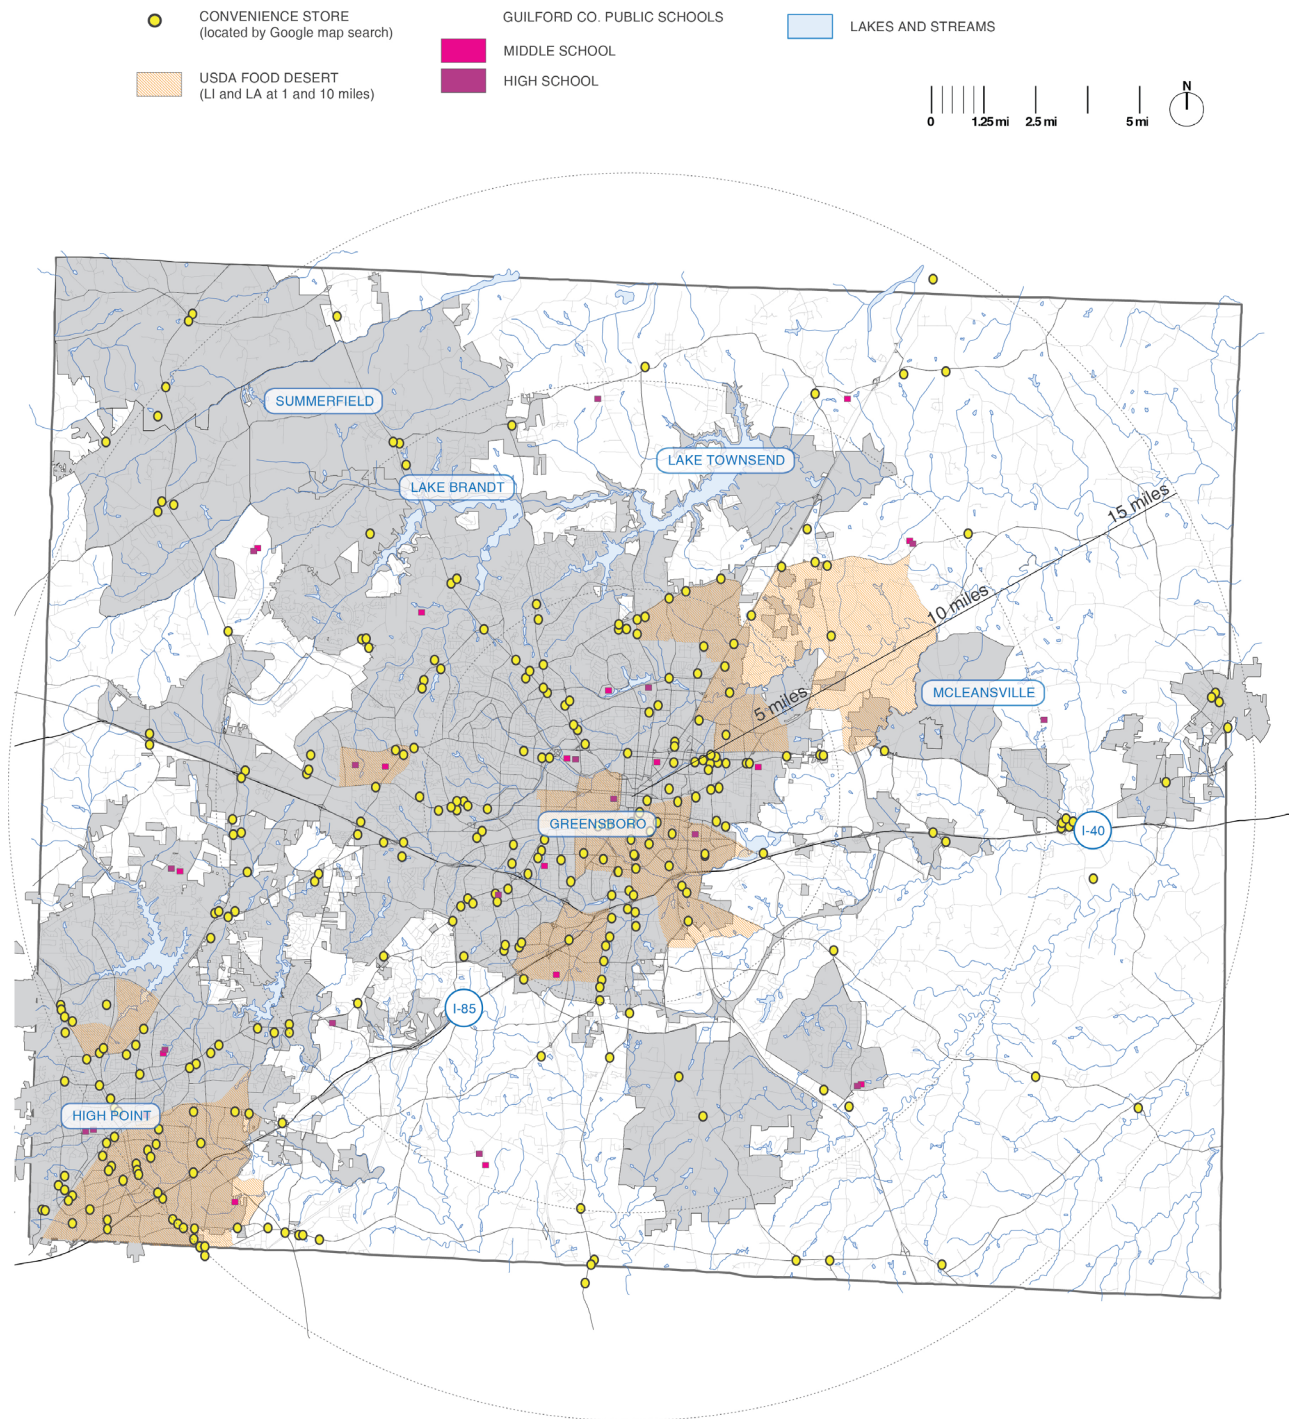 CONVENIENCE STORE
(located by Google map search)
USDA FOOD DESERT
(LI and LA at 1 and 10 miles)
GUILFORD CO. PUBLIC SCHOOLS
MIDDLE SCHOOL
HIGH SCHOOL
LAKES AND STREAMS
N
0 1.25 mi 2.5 mi 5 mi
SUMMERFIELD
LAKE TOWNSEND
LAKE BRANDT
15 miles
10 miles
MCLEANSVILLE
5 miles
GREENSBORO
I-40
I-85
HIGH POINT